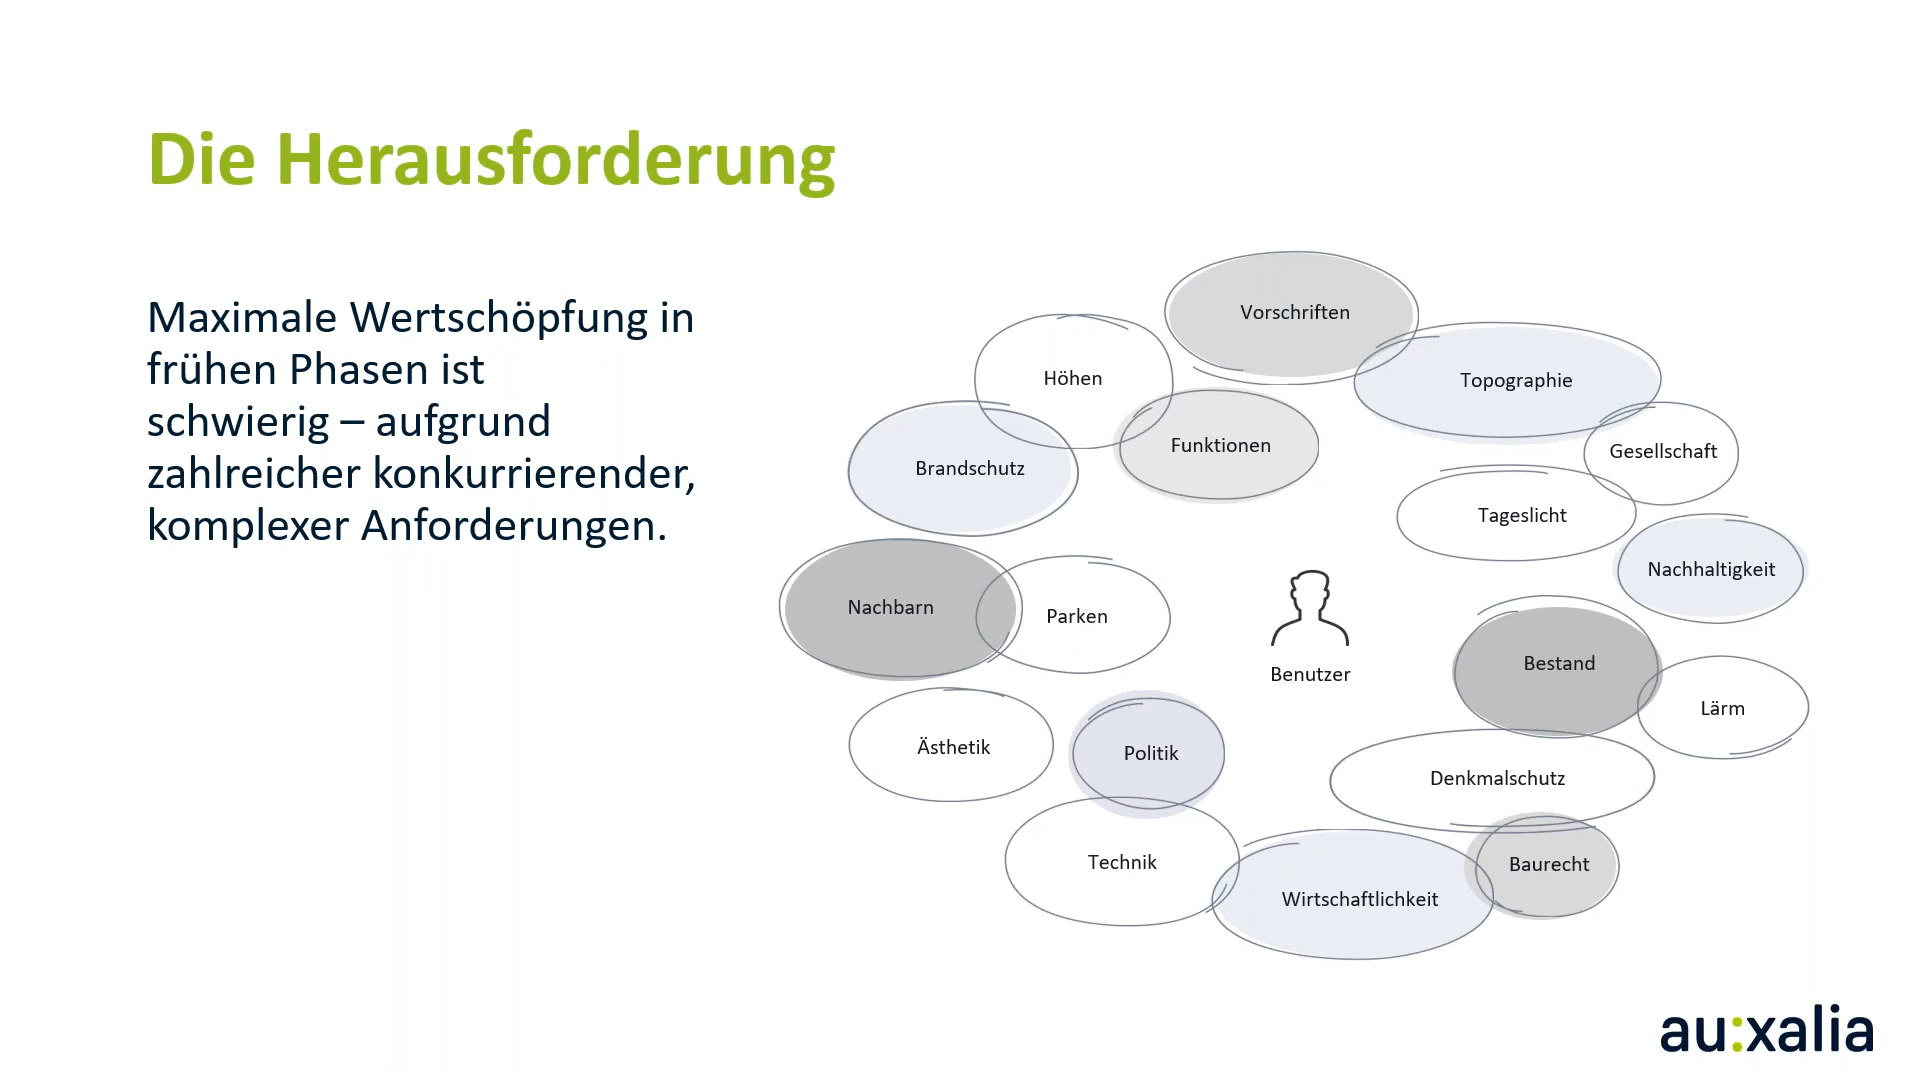 Die Herausforderung
Maximale Wertschöpfung in
frühen Phasen ist
schwierig – aufgrund
zahlreicher konkurrierender,
komplexer Anforderungen.
Vorschriften
Höhen
Topographie
Funktionen
Gesellschaft
Brandschutz
Tageslicht
Nachhaltigkeit
Nachbarn
Parken
Bestand
Benutzer
Lärm
Ästhetik
Politik
Denkmalschutz
Technik
Baurecht
Wirtschaftlichkeit
au:xalia